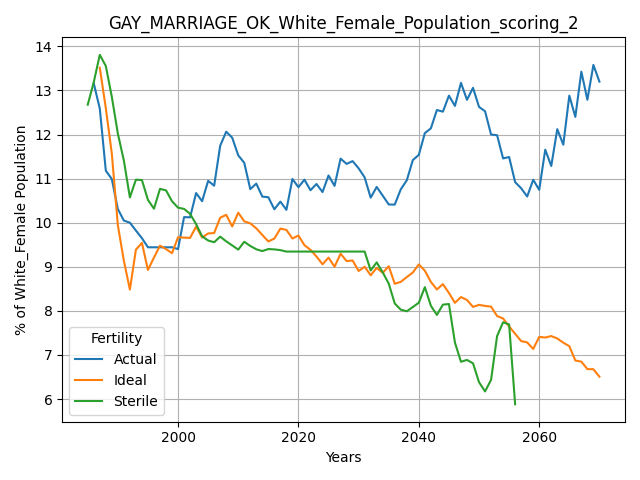 GAY_MARRIAGE_OK_White_Female_Population_scoring_2
% of White_Female Population
14
13
12
11
10
9
8
7
6
Fertility
Actual
Ideal
Sterile
2000
2020
2040
2060
Years